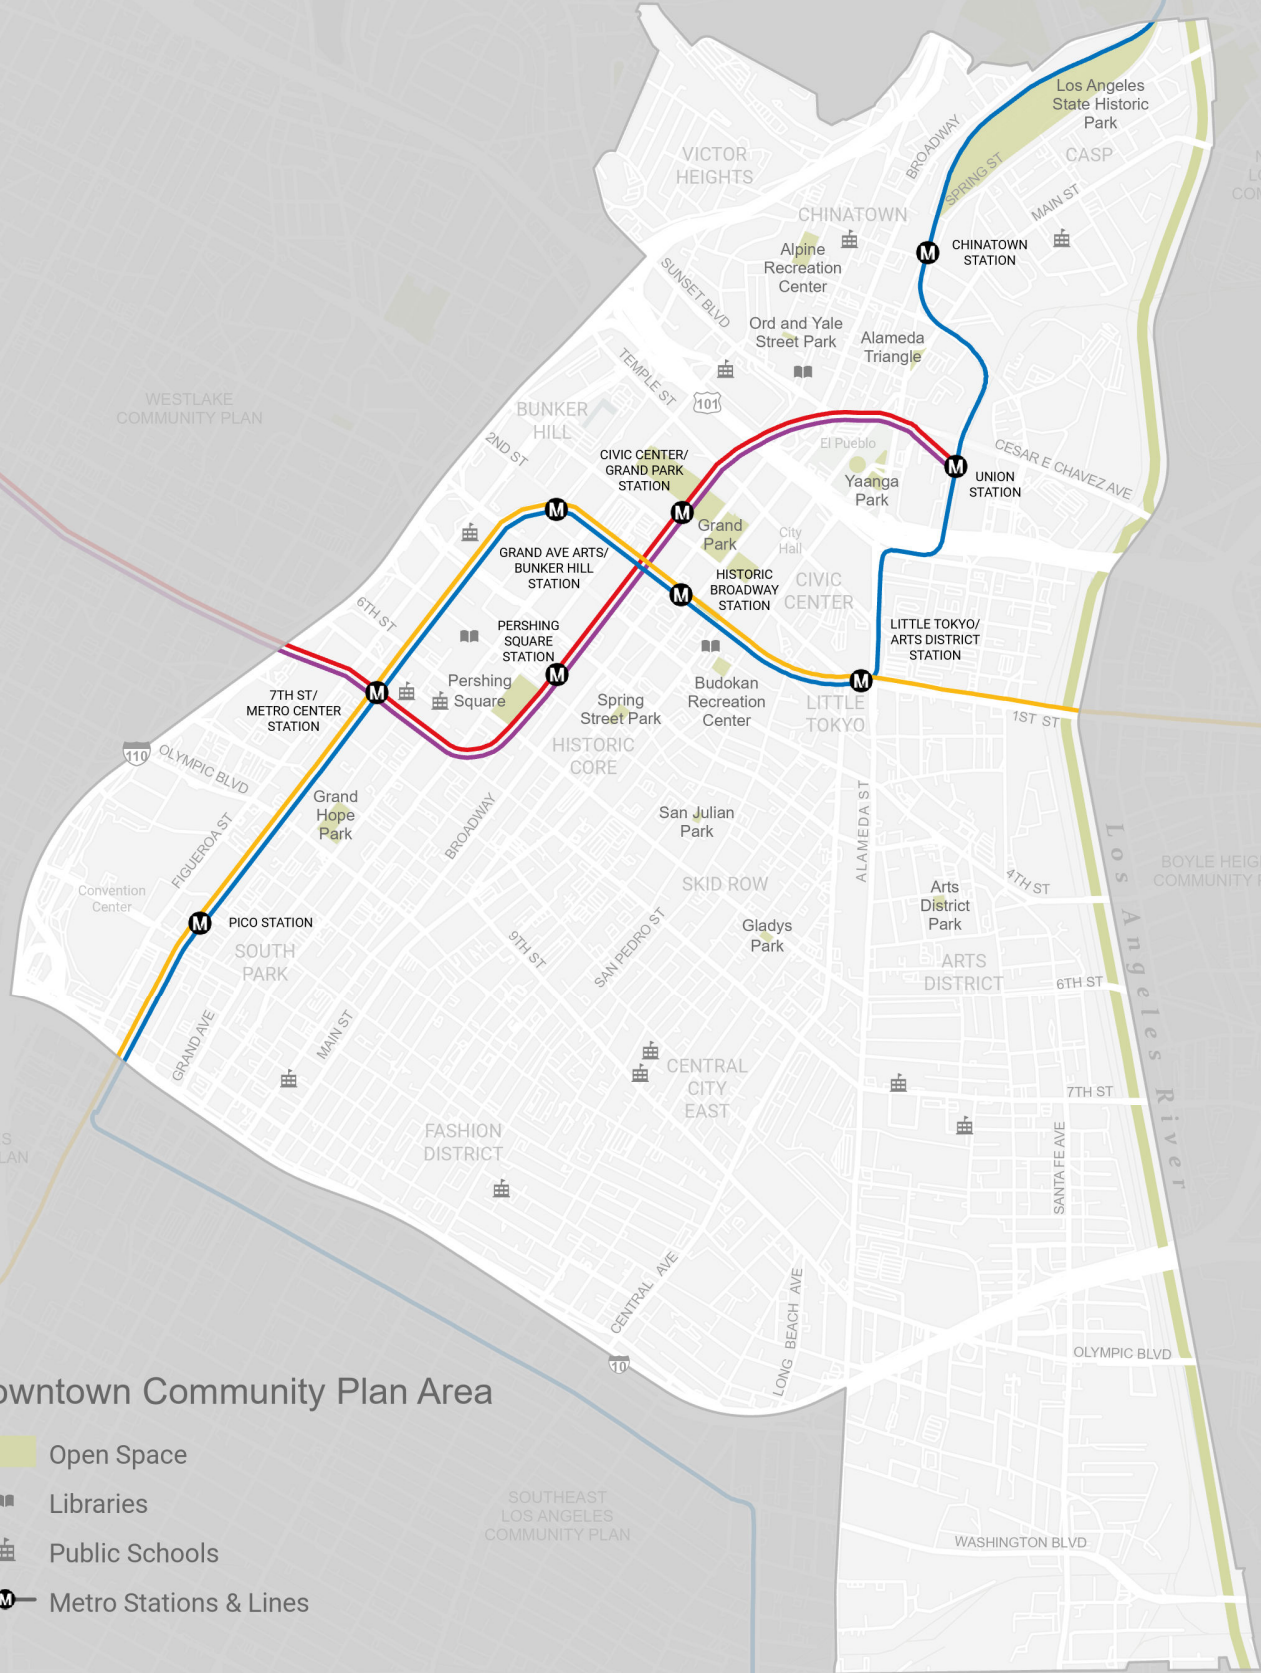 Los Angeles
State Historic
Park
CASP
VICTOR
HEIGHTS
BROADWAY
SPRING ST
MAIN ST
CHINATOWN
CHINATOWN
STATION
Alpine
Recreation
Center
SUNSET BLVD
Ord and Yale
Street Park
Alameda
Triangle
TEMPLE ST
101
WESTLAKE
COMMUNITY PLAN
BUNKER
HILL
2ND ST
CIVIC CENTER/
GRAND PARK
STATION
El Pueblo
CESAR E CHAVEZ AVE
M
UNION
STATION
Yaanga
Park
M
M
M
Grand
Park
City
Hall
GRAND AVE ARTS/
BUNKER HILL
STATION
HISTORIC
BROADWAY
STATION
M
CIVIC
CENTER
6TH ST
PERSHING
SQUARE
STATION
M
LITTLE TOKYO/
ARTS DISTRICT
STATION
M
7TH ST/
METRO CENTER
STATION
M
Pershing
Square
Spring
Street Park
Budokan
Recreation
Center
LITTLE
TOKYO
1ST ST
110
OLYMPIC BLVD
HISTORIC
CORE
Grand
Hope
Park
BROADWAY
San Julian
Park
ALAMEDA ST
FIGUEROA ST
Los Angeles River
BOYLE HEIG
COMMUNITY
Convention
Center
SKID ROW
4TH ST
Arts
District
Park
M
PICO STATION
SOUTH
PARK
9TH ST
SAN PEDRO ST
Gladys
Park
ARTS
DISTRICT
6TH ST
GRAND AVE
MAIN ST
CENTRAL
CITY
EAST
7TH ST
FASHION
DISTRICT
SANTA FE AVE
S
LAN
CENTRAL AVE
LONG BEACH AVE
10
OLYMPIC BLVD
owntown Community Plan Area
Open Space
Libraries
Public Schools
M
Metro Stations & Lines
SOUTHEAST
LOS ANGELES
COMMUNITY PLAN
WASHINGTON BLVD